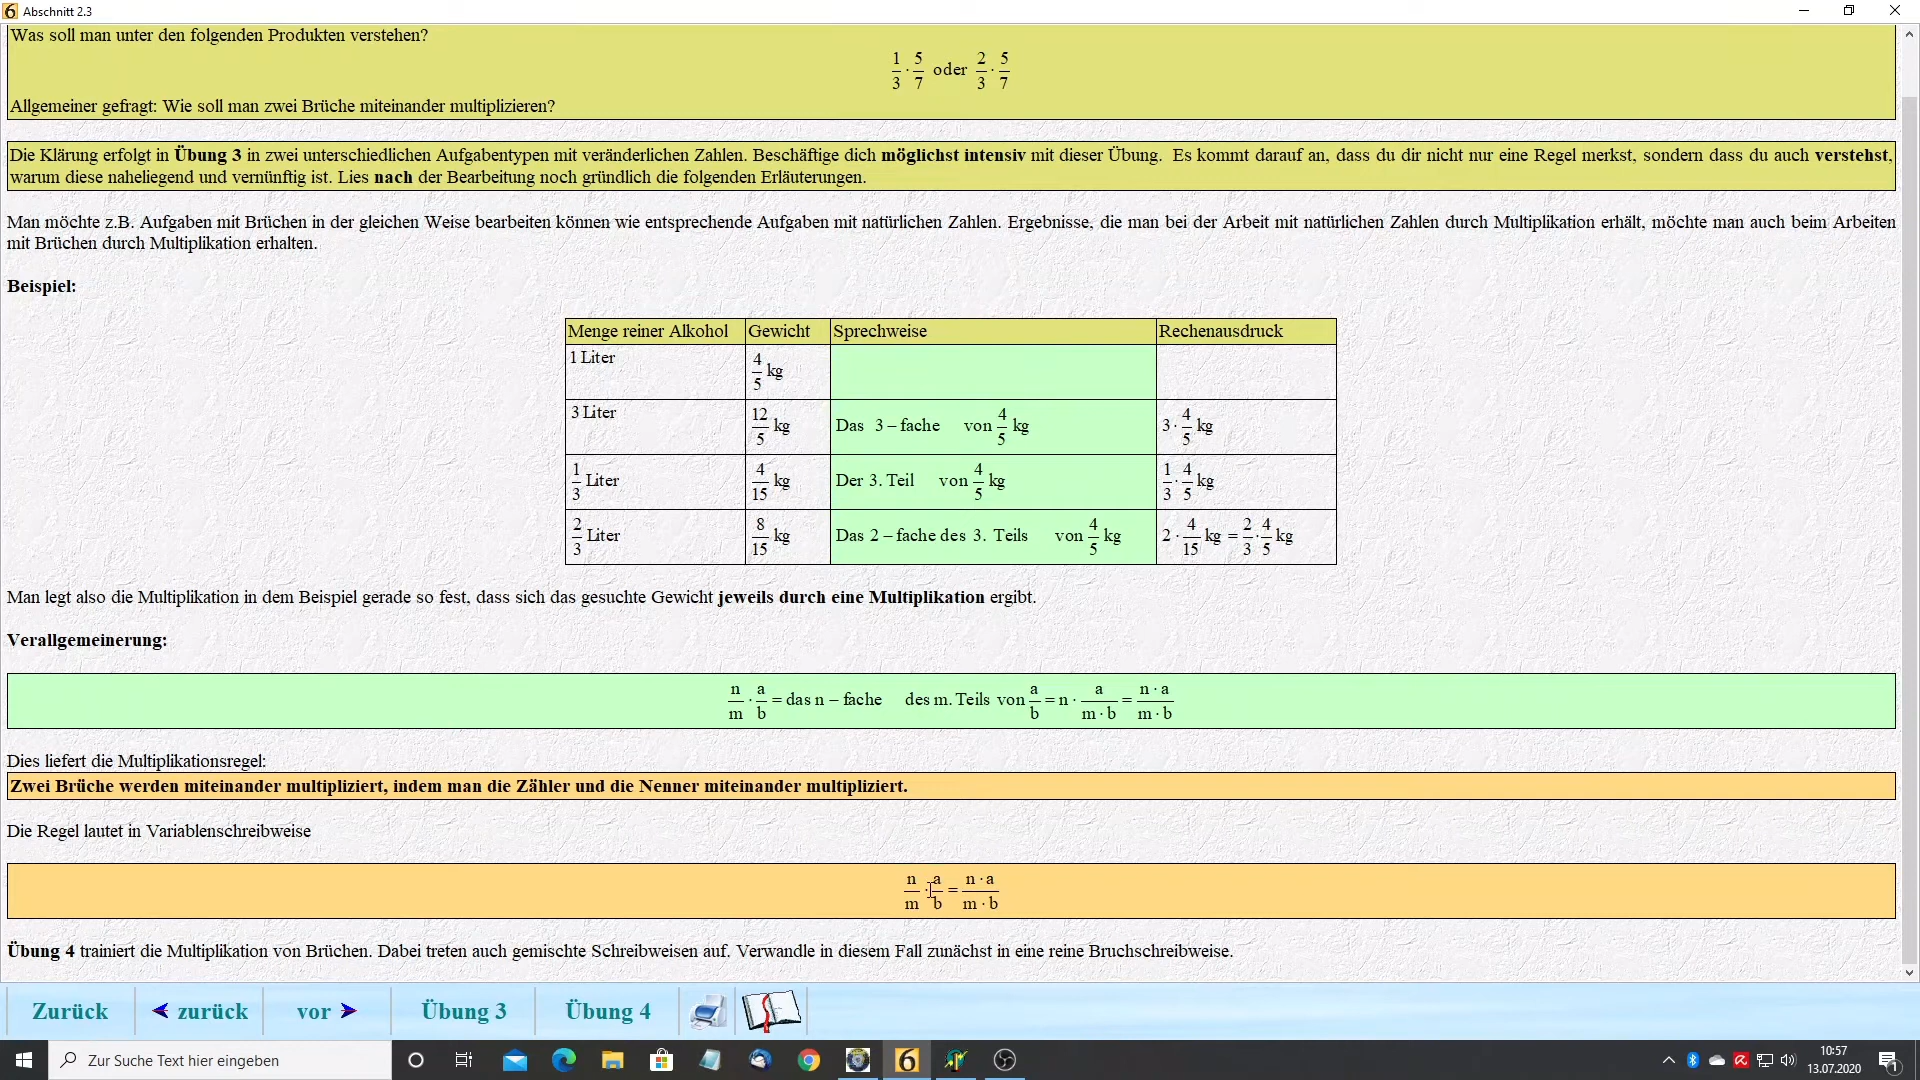 Abschnitt 2.3
Was soll man unter den folgenden Produkten verstehen?
1/3 · 5/7 oder 2/3 · 5/7
Allgemeiner gefragt: Wie soll man zwei Brüche miteinander multiplizieren?
Die Klärung erfolgt in Übung 3 in zwei unterschiedlichen Aufgabentypen mit veränderlichen Zahlen. Beschäftige dich möglichst intensiv mit dieser Übung. Es kommt darauf an, dass du dir nicht nur eine Regel merkst, sondern dass du auch verstehst,
warum diese naheliegend und vernünftig ist. Lies nach der Bearbeitung noch gründlich die folgenden Erläuterungen.
Man möchte z.B. Aufgaben mit Brüchen in der gleichen Weise bearbeiten können wie entsprechende Aufgaben mit natürlichen Zahlen. Ergebnisse, die man bei der Arbeit mit natürlichen Zahlen durch Multiplikation erhält, möchte man auch beim Arbeiten
mit Brüchen durch Multiplikation erhalten.
Beispiel:
Menge reiner Alkohol Gewicht Sprechweise Rechenausdruck
1 Liter 4/5 kg
3 Liter 12/5 kg Das 3 – fache von 4/5 kg 3 · 4/5 kg
1/3 Liter 4/15 kg Der 3. Teil von 4/5 kg 1/3 · 4/5 kg
2/3 Liter 8/15 kg Das 2 – fache des 3. Teils von 4/5 kg 2 · 4/15 kg = 2/3 · 4/5 kg
Man legt also die Multiplikation in dem Beispiel gerade so fest, dass sich das gesuchte Gewicht jeweils durch eine Multiplikation ergibt.
Verallgemeinerung:
n/m · a/b = das n – fache des m. Teils von a/b = n · a/(m · b) = (n · a)/(m · b)
Dies liefert die Multiplikationsregel:
Zwei Brüche werden miteinander multipliziert, indem man die Zähler und die Nenner miteinander multipliziert.
Die Regel lautet in Variablenschreibweise
n/m · a/b = (n · a)/(m · b)
Übung 4 trainiert die Multiplikation von Brüchen. Dabei treten auch gemischte Schreibweisen auf. Verwandle in diesem Fall zunächst in eine reine Bruchschreibweise.
Zurück zurück vor Übung 3 Übung 4
Zur Suche Text hier eingeben
6
10:57
13.07.2020
1